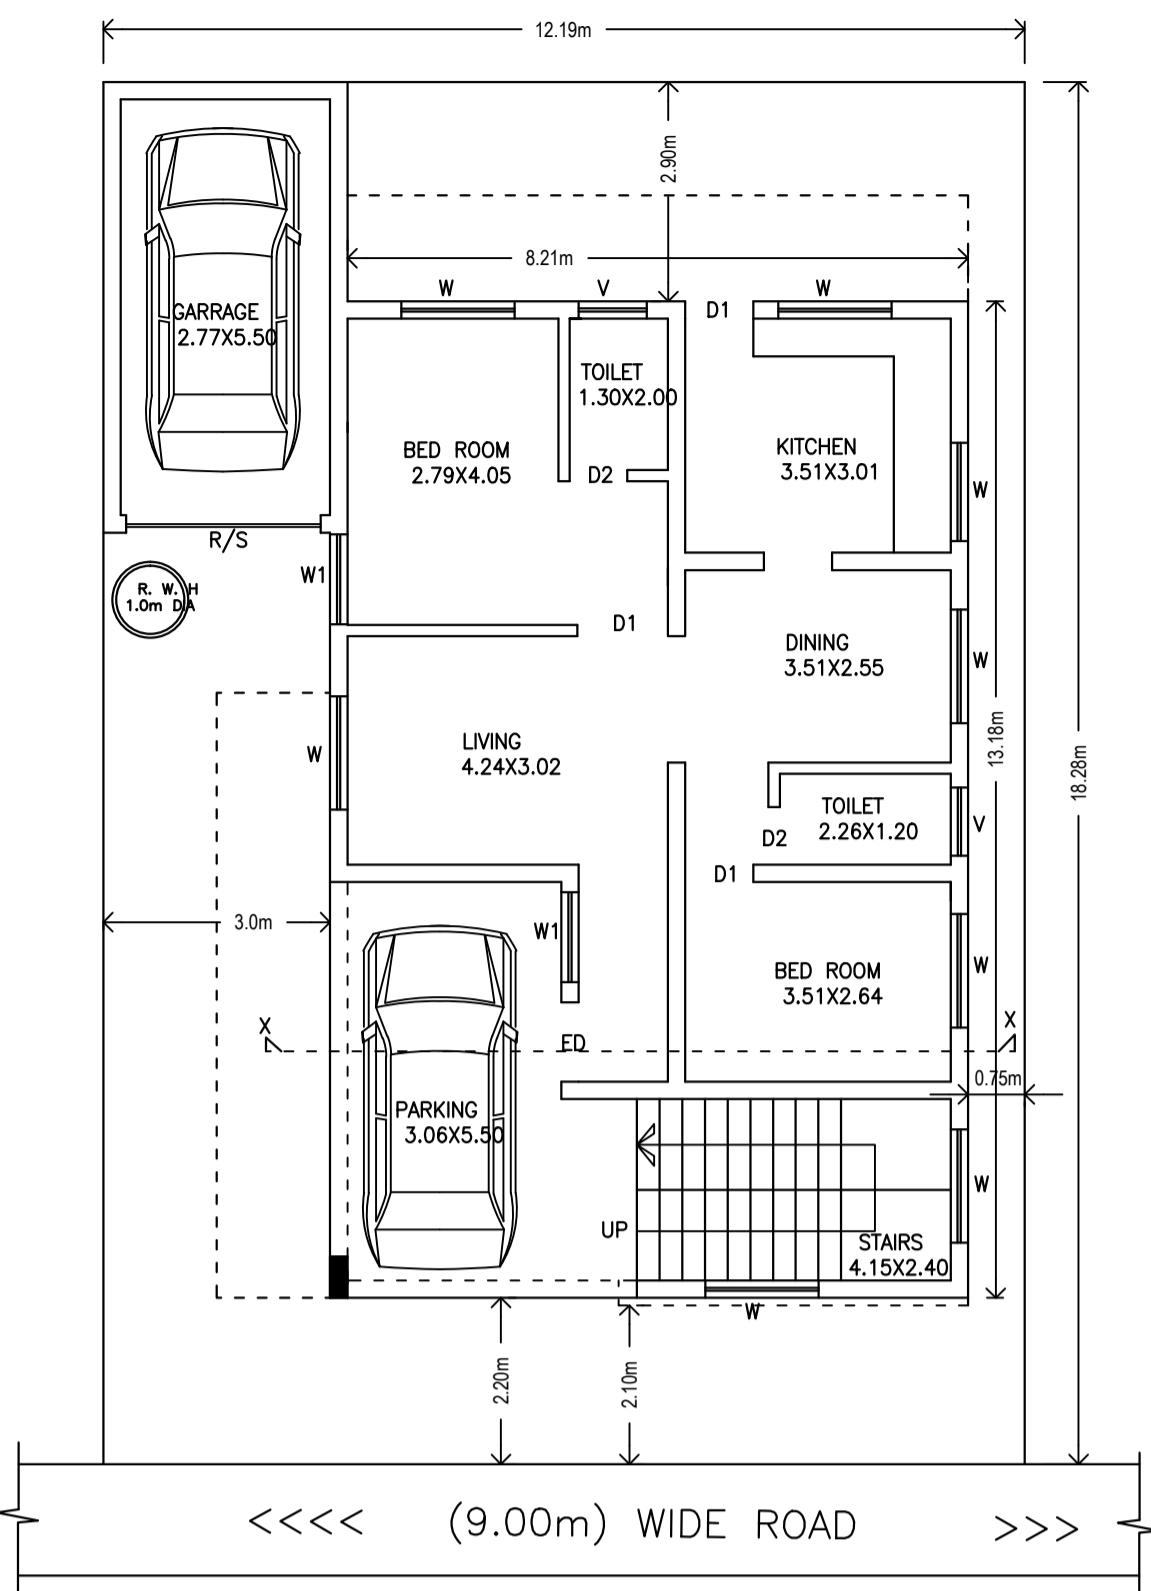 12.19m
2.90m
8.21m
W
V
W
D1
GARRAGE
2.77X5.50
TOILET
1.30X2.00
BED ROOM
2.79X4.05
D2
KITCHEN
3.51X3.01
W
R/S
W1
R. W. H
1.0m DIA
D1
DINING
3.51X2.55
W
LIVING
4.24X3.02
W
13.18m
18.28m
TOILET
2.26X1.20
V
D2
D1
3.0m
W1
BED ROOM
3.51X2.64
W
X
X
ED
0.75m
PARKING
3.06X5.50
W
UP
STAIRS
4.15X2.40
W
2.20m
2.10m
<<<< (9.00m) WIDE ROAD >>>